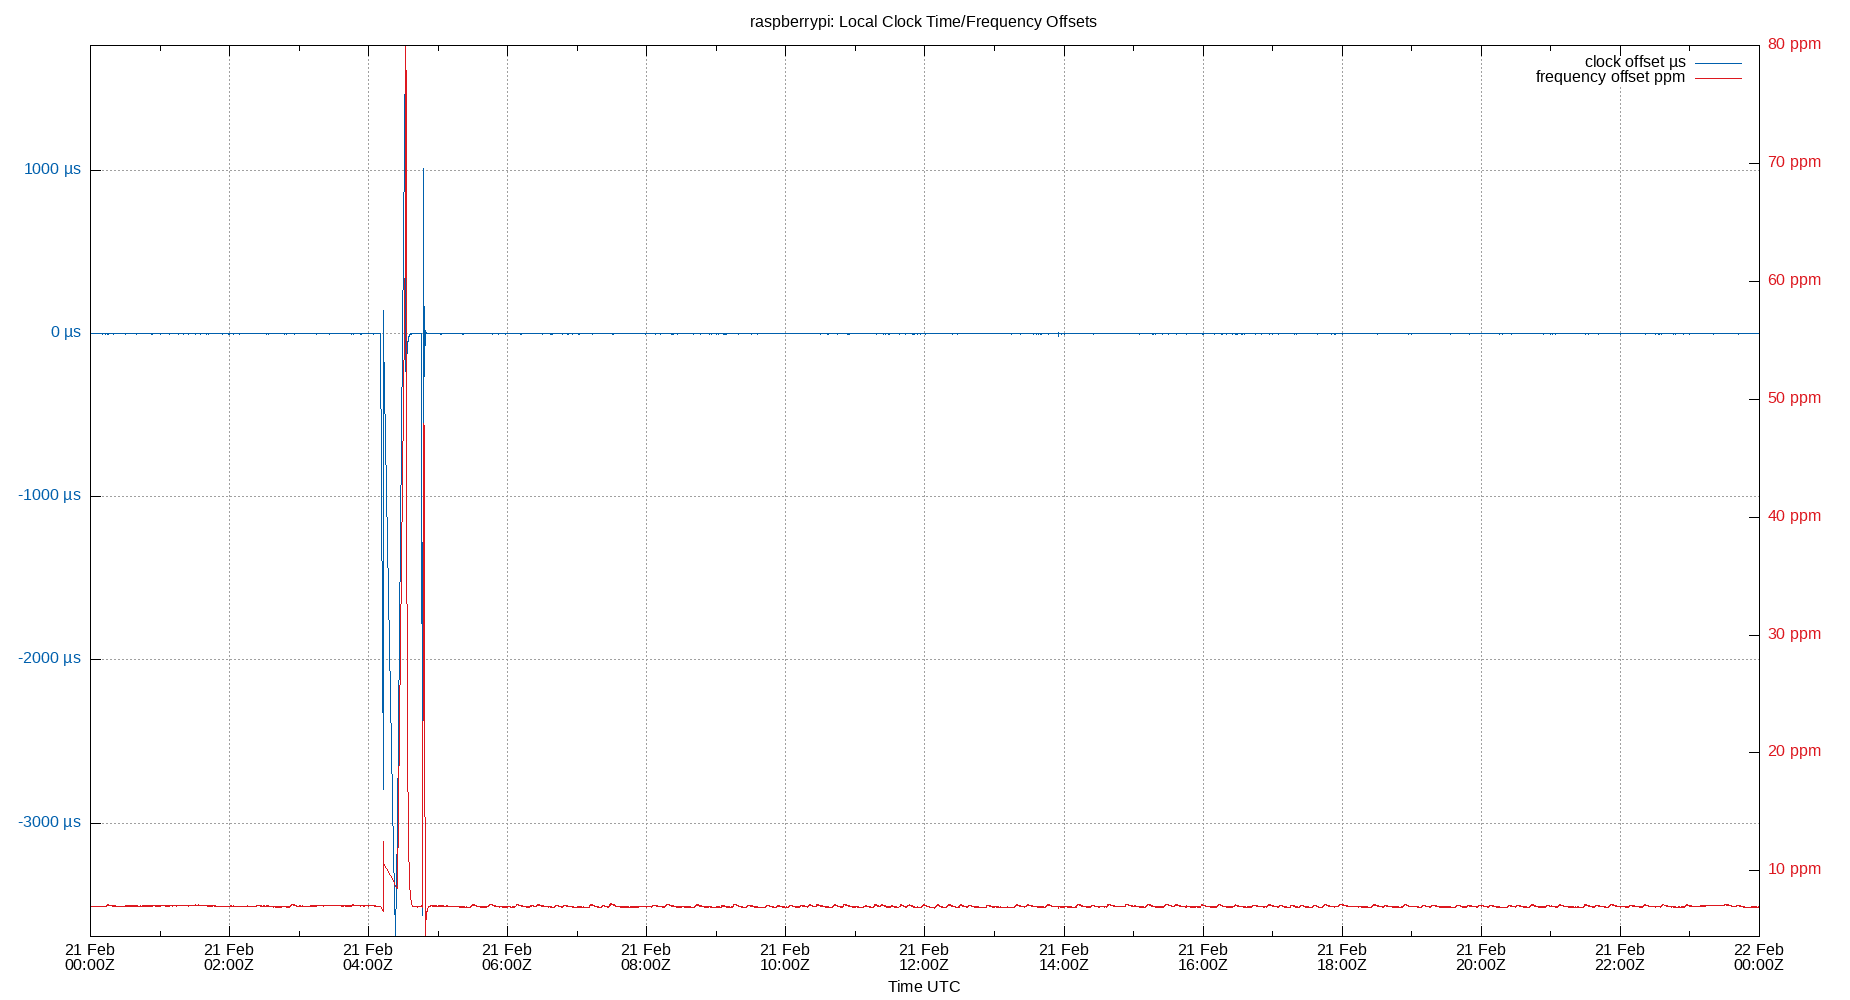 raspberrypi: Local Clock Time/Frequency Offsets
80 ppm
clock offset µs
frequency offset ppm
1000 µs
70 ppm
60 ppm
0 µs
50 ppm
-1000 µs
40 ppm
30 ppm
-2000 µs
20 ppm
-3000 µs
10 ppm
21 Feb 21 Feb 21 Feb 21 Feb 21 Feb 21 Feb 21 Feb 21 Feb 21 Feb 21 Feb 21 Feb 21 Feb 22 Feb
00:00Z 02:00Z 04:00Z 06:00Z 08:00Z 10:00Z 12:00Z 14:00Z 16:00Z 18:00Z 20:00Z 22:00Z 00:00Z
Time UTC